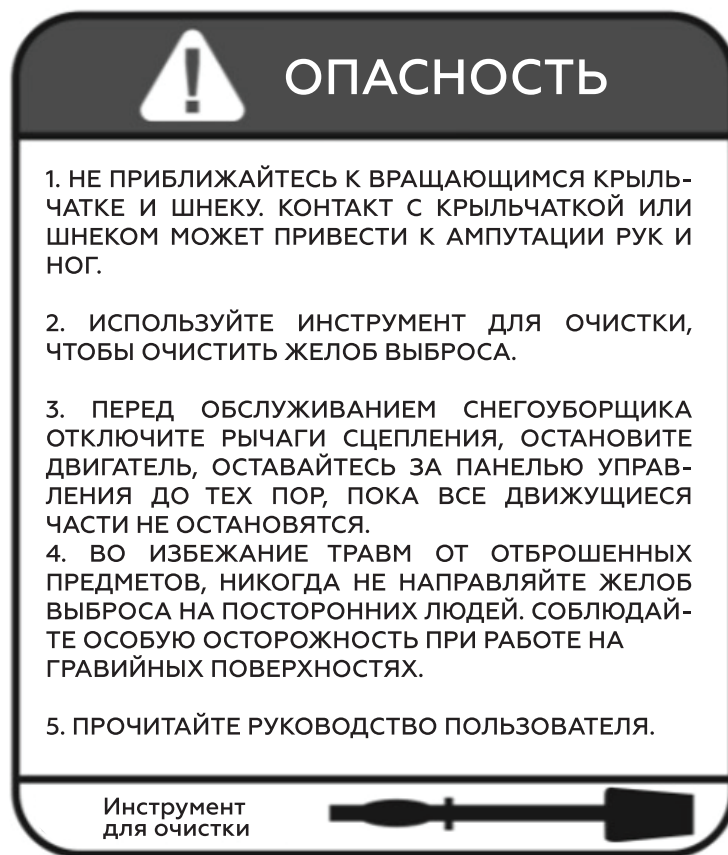 ОПАСНОСТЬ
1. НЕ ПРИБЛИЖАЙТЕСЬ К ВРАЩАЮЩИМСЯ КРЫЛЬ-
ЧАТКЕ И ШНЕКУ. КОНТАКТ С КРЫЛЬЧАТКОЙ ИЛИ
ШНЕКОМ МОЖЕТ ПРИВЕСТИ К АМПУТАЦИИ РУК И
НОГ.
2. ИСПОЛЬЗУЙТЕ ИНСТРУМЕНТ ДЛЯ ОЧИСТКИ,
ЧТОБЫ ОЧИСТИТЬ ЖЕЛОБ ВЫБРОСА.
3. ПЕРЕД ОБСЛУЖИВАНИЕМ СНЕГОУБОРЩИКА
ОТКЛЮЧИТЕ РЫЧАГИ СЦЕПЛЕНИЯ, ОСТАНОВИТЕ
ДВИГАТЕЛЬ, ОСТАВАЙТЕСЬ ЗА ПАНЕЛЬЮ УПРАВ-
ЛЕНИЯ ДО ТЕХ ПОР, ПОКА ВСЕ ДВИЖУЩИЕСЯ
ЧАСТИ НЕ ОСТАНОВЯТСЯ.
4. ВО ИЗБЕЖАНИЕ ТРАВМ ОТ ОТБРОШЕННЫХ
ПРЕДМЕТОВ, НИКОГДА НЕ НАПРАВЛЯЙТЕ ЖЕЛОБ
ВЫБРОСА НА ПОСТОРОННИХ ЛЮДЕЙ. СОБЛЮДАЙ-
ТЕ ОСОБУЮ ОСТОРОЖНОСТЬ ПРИ РАБОТЕ НА
ГРАВИЙНЫХ ПОВЕРХНОСТЯХ.
5. ПРОЧИТАЙТЕ РУКОВОДСТВО ПОЛЬЗОВАТЕЛЯ.
Инструмент
для очистки